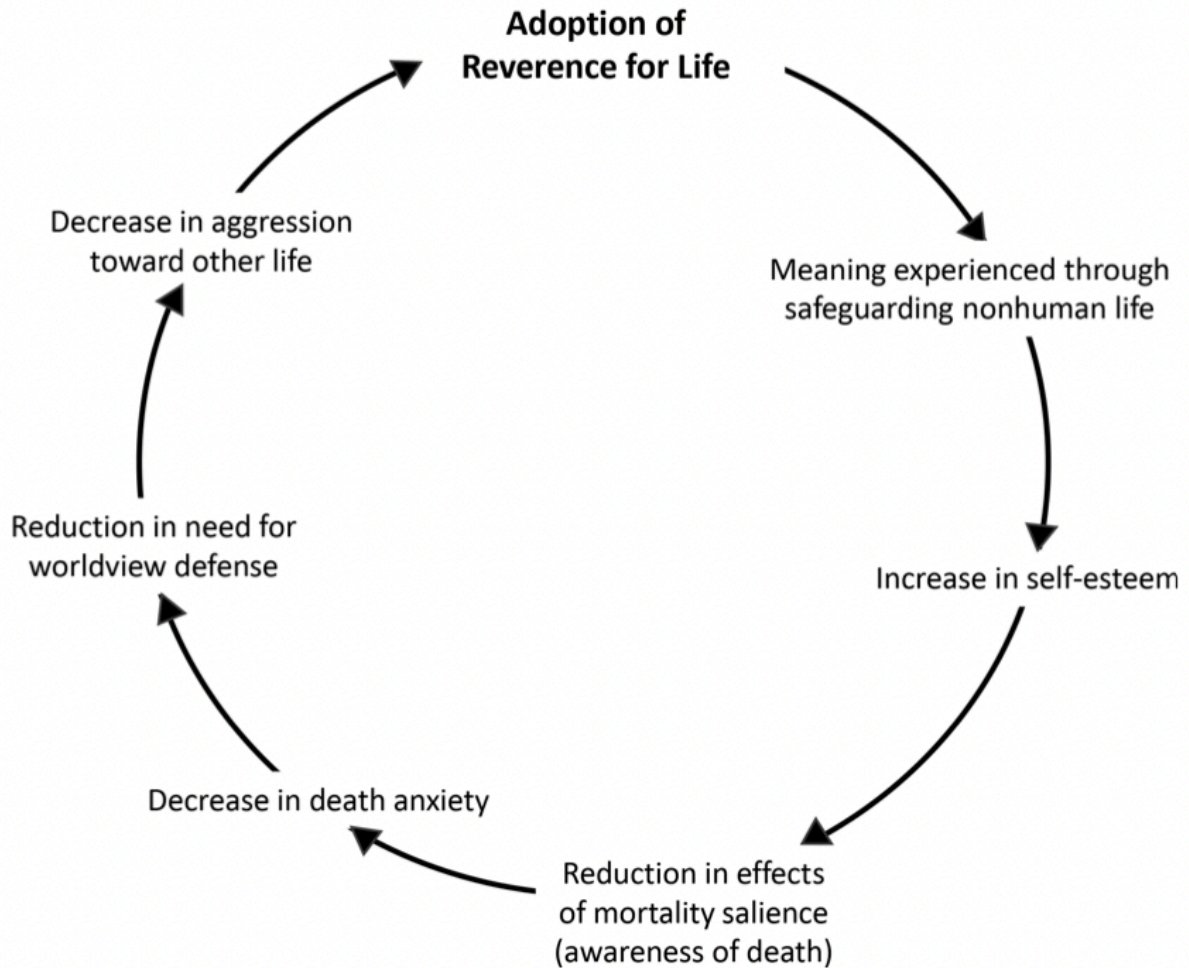 Adoption of
Reverence for Life
Meaning experienced through
safeguarding nonhuman life
Increase in self-esteem
Reduction in effects
of mortality salience
(awareness of death)
Decrease in death anxiety
Reduction in need for
worldview defense
Decrease in aggression
toward other life